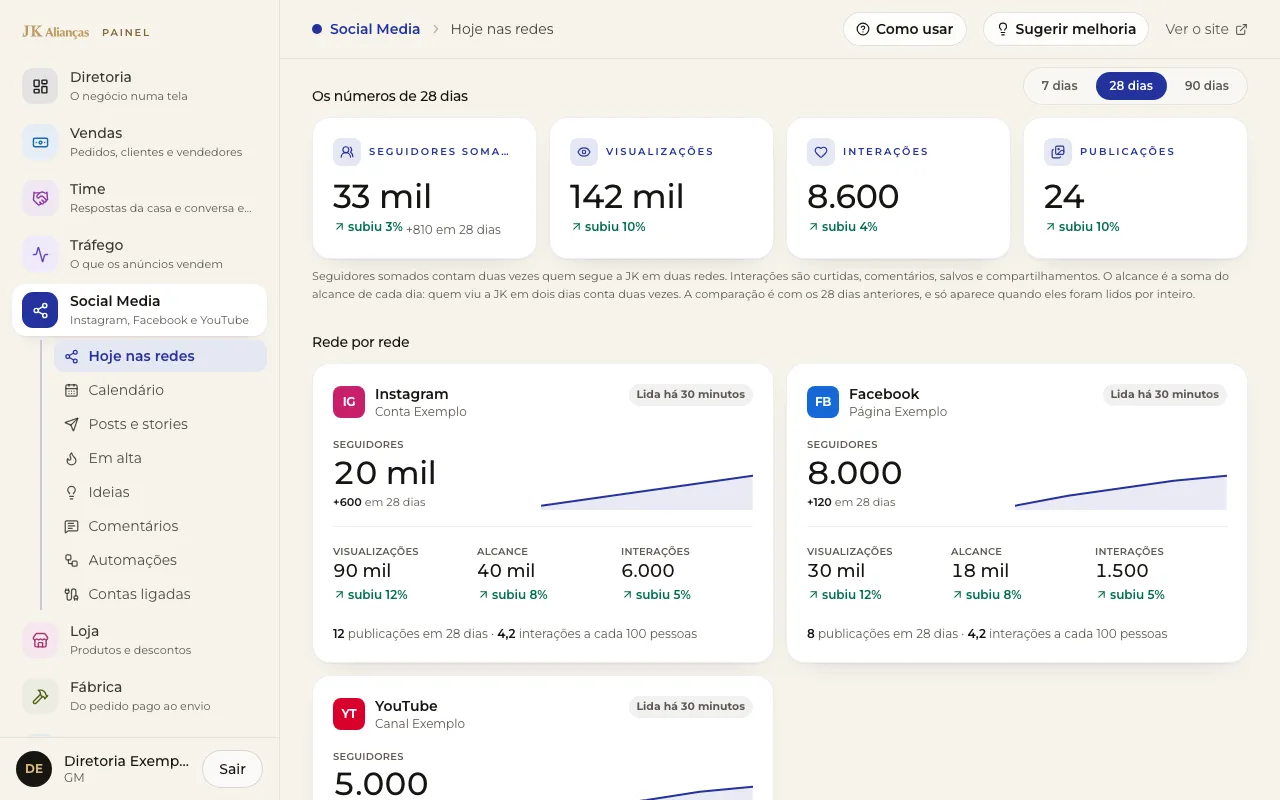 JK Alianças PAINEL
Diretoria
O negócio numa tela
Vendas
Pedidos, clientes e vendedores
Time
Respostas da casa e conversa e...
Tráfego
O que os anúncios vendem
Social Media
Instagram, Facebook e YouTube
Hoje nas redes
Calendário
Posts e stories
Em alta
Ideias
Comentários
Automações
Contas ligadas
Loja
Produtos e descontos
Fábrica
Do pedido pago ao envio
DE
Diretoria Exemp...
GM
Sair
Social Media > Hoje nas redes
Como usar
Sugerir melhoria
Ver o site
Os números de 28 dias
7 dias
28 dias
90 dias
SEGUIDORES SOMA...
33 mil
subiu 3% +810 em 28 dias
VISUALIZAÇÕES
142 mil
subiu 10%
INTERAÇÕES
8.600
subiu 4%
PUBLICAÇÕES
24
subiu 10%
Seguidores somados contam duas vezes quem segue a JK em duas redes. Interações são curtidas, comentários, salvos e compartilhamentos. O alcance é a soma do
alcance de cada dia: quem viu a JK em dois dias conta duas vezes. A comparação é com os 28 dias anteriores, e só aparece quando eles foram lidos por inteiro.
Rede por rede
IG
Instagram
Conta Exemplo
Lida há 30 minutos
SEGUIDORES
20 mil
+600 em 28 dias
VISUALIZAÇÕES
90 mil
subiu 12%
ALCANCE
40 mil
subiu 8%
INTERAÇÕES
6.000
subiu 5%
12 publicações em 28 dias · 4,2 interações a cada 100 pessoas
FB
Facebook
Página Exemplo
Lida há 30 minutos
SEGUIDORES
8.000
+120 em 28 dias
VISUALIZAÇÕES
30 mil
subiu 12%
ALCANCE
18 mil
subiu 8%
INTERAÇÕES
1.500
subiu 5%
8 publicações em 28 dias · 4,2 interações a cada 100 pessoas
YT
YouTube
Canal Exemplo
Lida há 30 minutos
SEGUIDORES
5.000